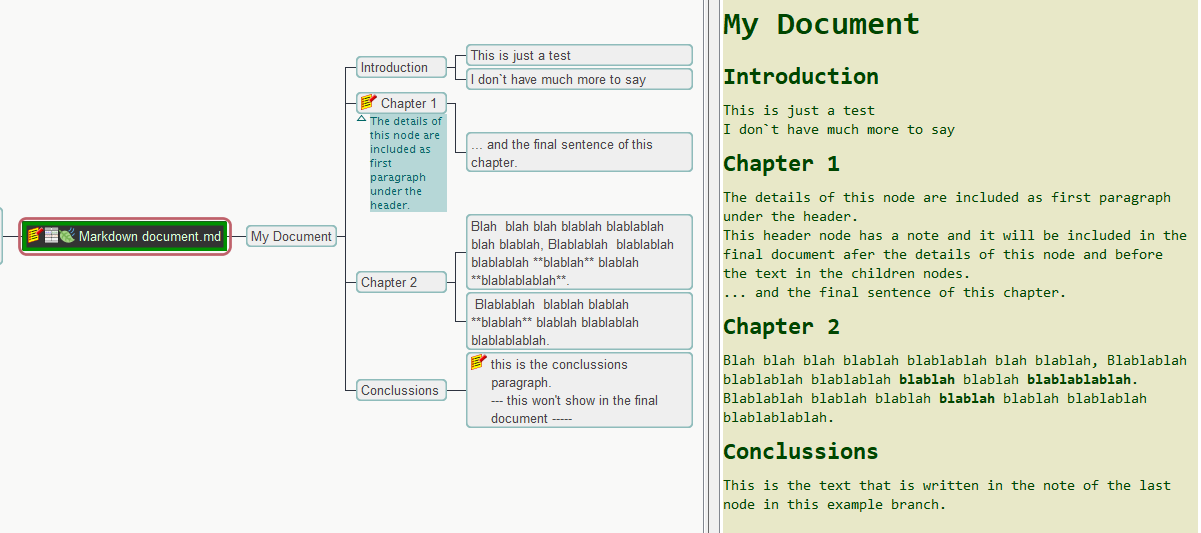 Markdown document.md
My Document
Introduction
This is just a test
I don`t have much more to say
Chapter 1
The details of
this node are
included as
first
paragraph
under the
header.
... and the final sentence of this
chapter.
Chapter 2
Blah  blah blah blablah blablablah
blah blablah, Blablablah  blablablah
blablablah **blablah** blablah
**blablablablah**.
Blablablah  blablah blablah
**blablah** blablah blablablah
blablablablah.
Conclussions
this is the conclussions
paragraph.
--- this won't show in the final
document -----
My Document
Introduction
This is just a test
I don`t have much more to say
Chapter 1
The details of this node are included as first paragraph
under the header.
This header node has a note and it will be included in the
final document afer the details of this node and before
the text in the children nodes.
... and the final sentence of this chapter.
Chapter 2
Blah blah blah blablah blablablah blah blablah, Blablablah
blablablah blablablah blablah blablah blablablablah.
Blablablah blablah blablah blablah blablah blablablah
blablablablah.
Conclussions
This is the text that is written in the note of the last
node in this example branch.